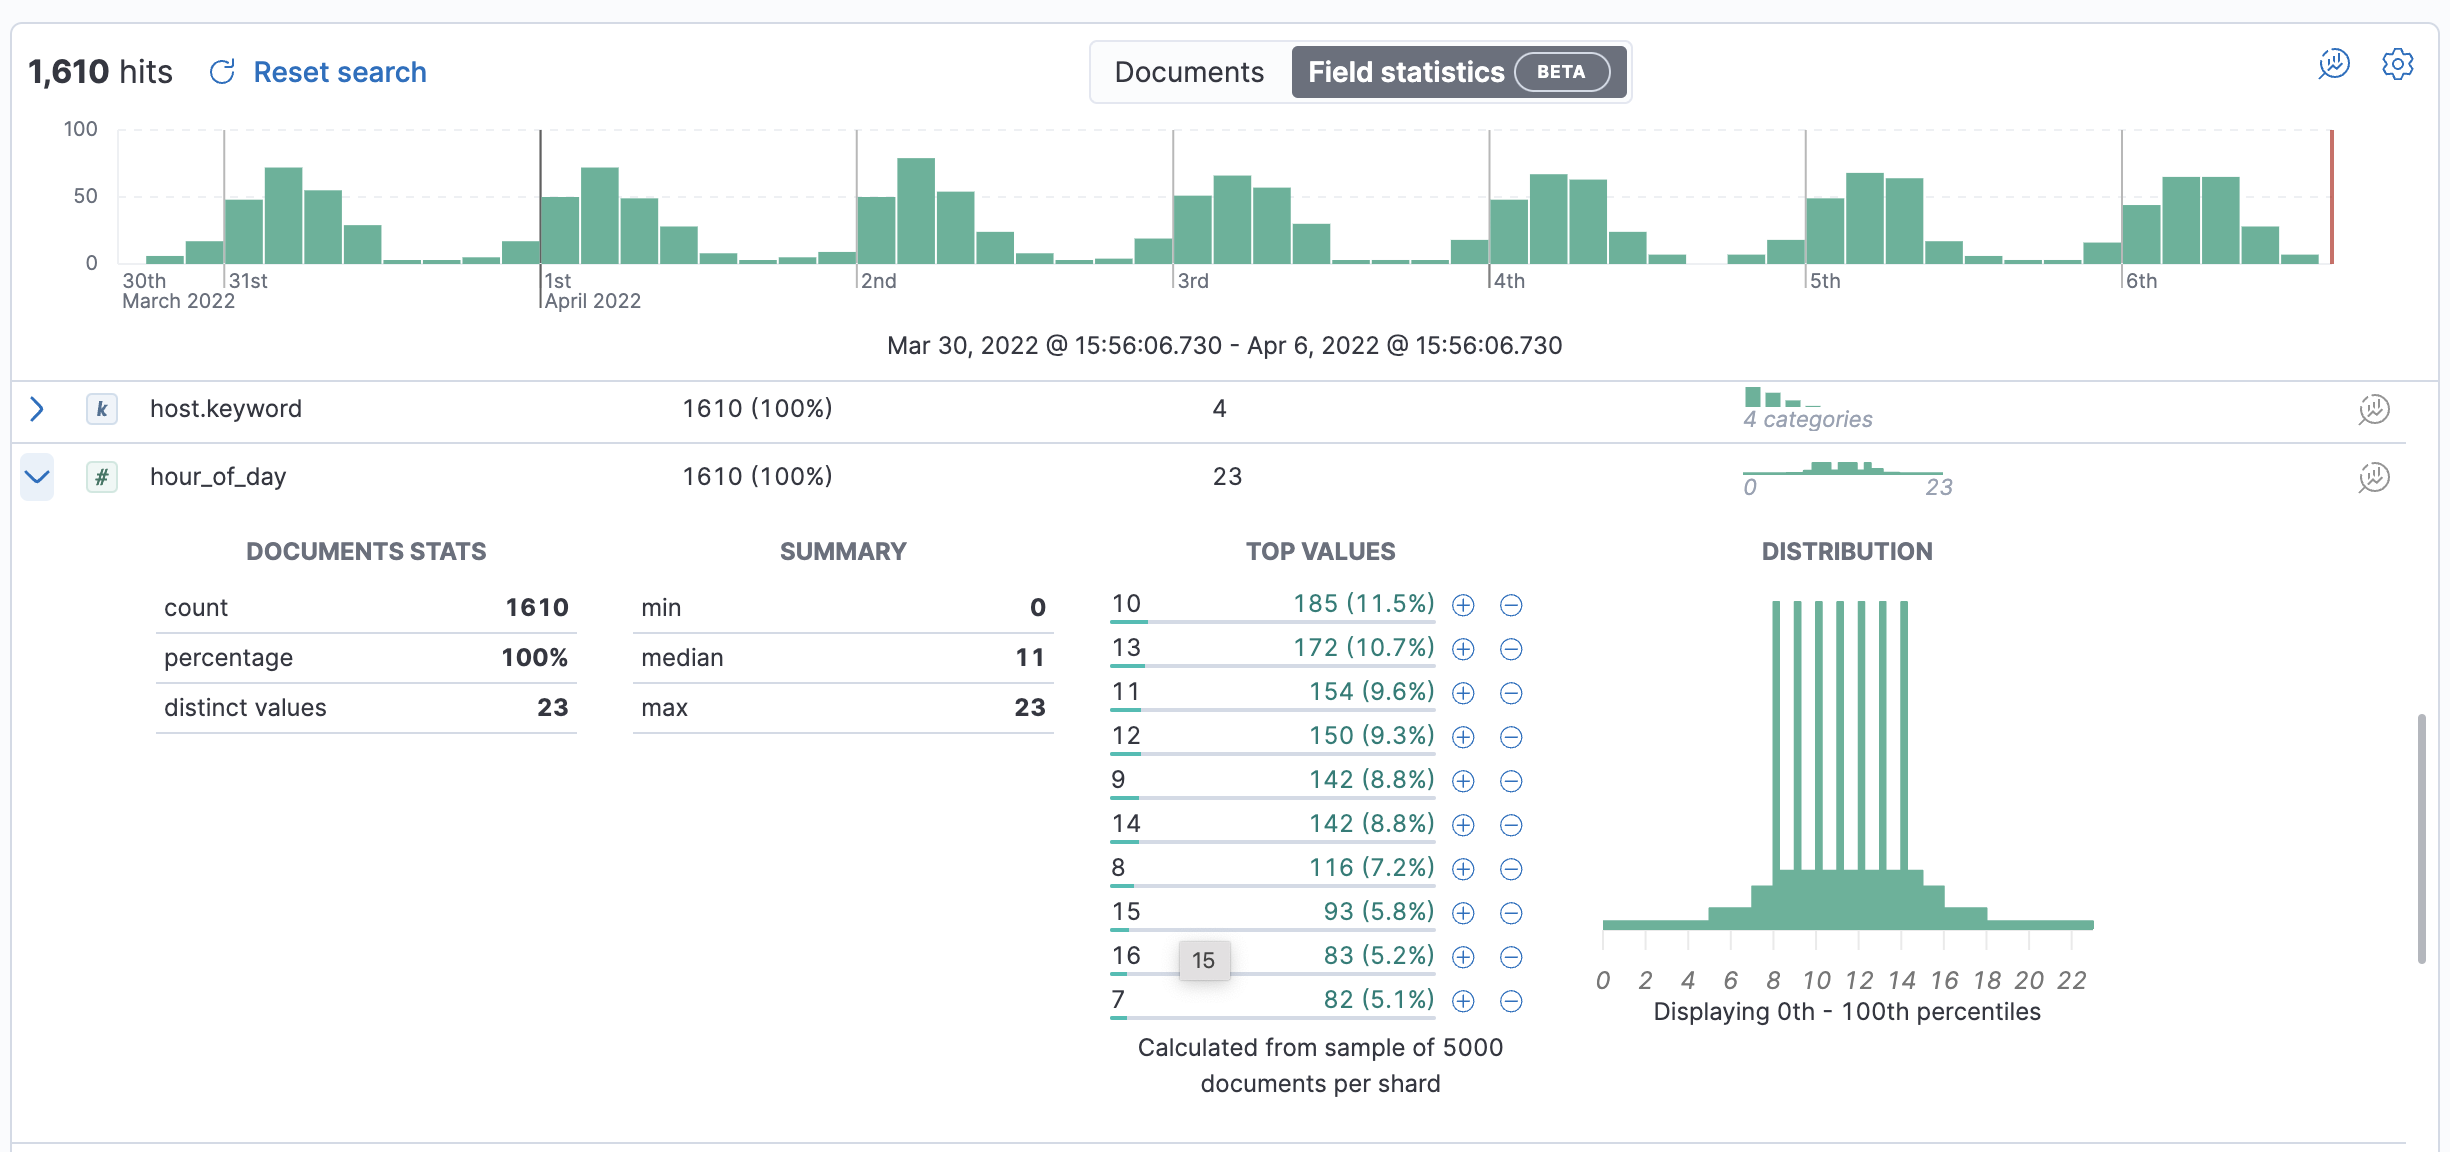 1,610 hits Reset search Documents Field statistics BETA
100
50
0
30th 31st 1st 2nd 3rd 4th 5th 6th
March 2022 April 2022
Mar 30, 2022 @ 15:56:06.730 - Apr 6, 2022 @ 15:56:06.730
k host.keyword 1610 (100%) 4
4 categories
# hour_of_day 1610 (100%) 23
0 23
DOCUMENTS STATS SUMMARY TOP VALUES DISTRIBUTION
count 1610
percentage 100%
distinct values 23
min 0
median 11
max 23
10 185 (11.5%)
13 172 (10.7%)
11 154 (9.6%)
12 150 (9.3%)
9 142 (8.8%)
14 142 (8.8%)
8 116 (7.2%)
15 93 (5.8%)
16 83 (5.2%)
15
7 82 (5.1%)
Calculated from sample of 5000
documents per shard
0 2 4 6 8 10 12 14 16 18 20 22
Displaying 0th - 100th percentiles